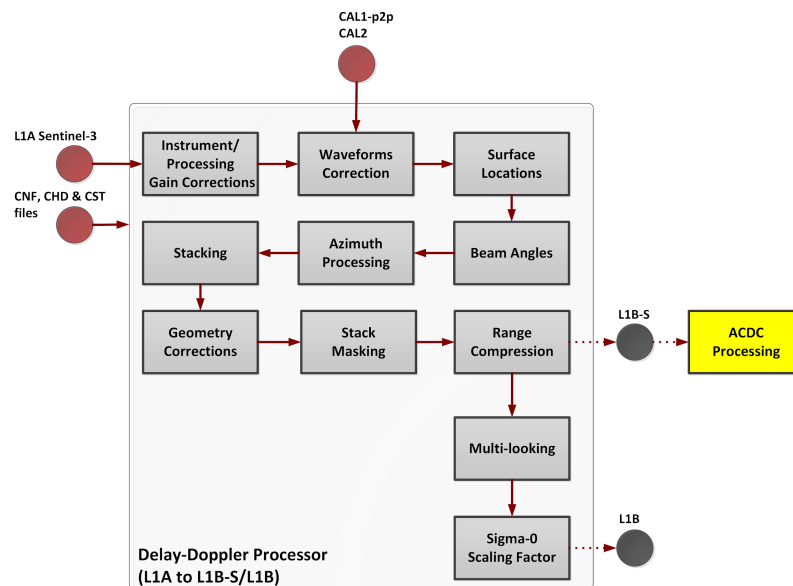 CAL1-p2p
CAL2
L1A Sentinel-3
Instrument/
Processing
Gain Corrections
Waveforms
Correction
Surface
Locations
CNF, CHD & CST
files
Stacking
Azimuth
Processing
Beam Angles
Geometry
Corrections
Stack
Masking
Range
Compression
L1B-S
ACDC
Processing
Multi-looking
Sigma-0
Scaling Factor
L1B
Delay-Doppler Processor
(L1A to L1B-S/L1B)